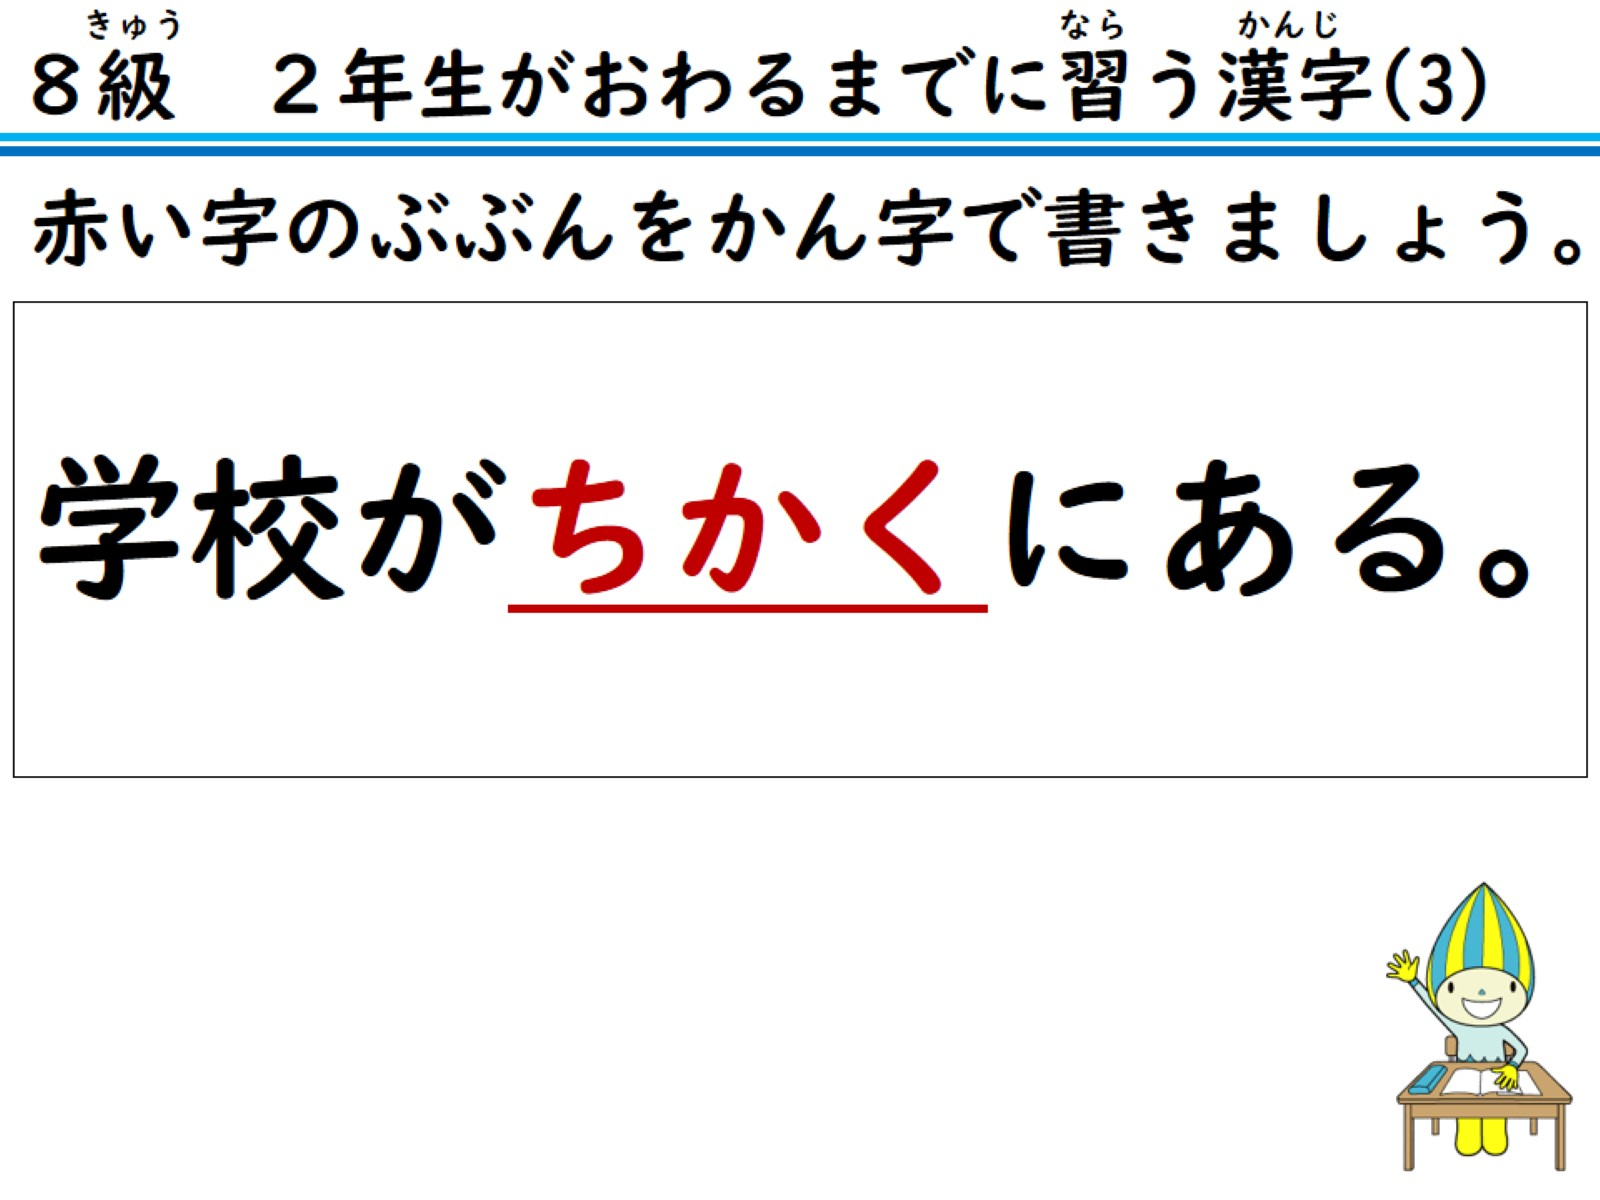 きゅう なら かんじ
８級　２年生がおわるまでに習う漢字(3)
赤い字のぶぶんをかん字で書きましょう。
学校がちかくにある。